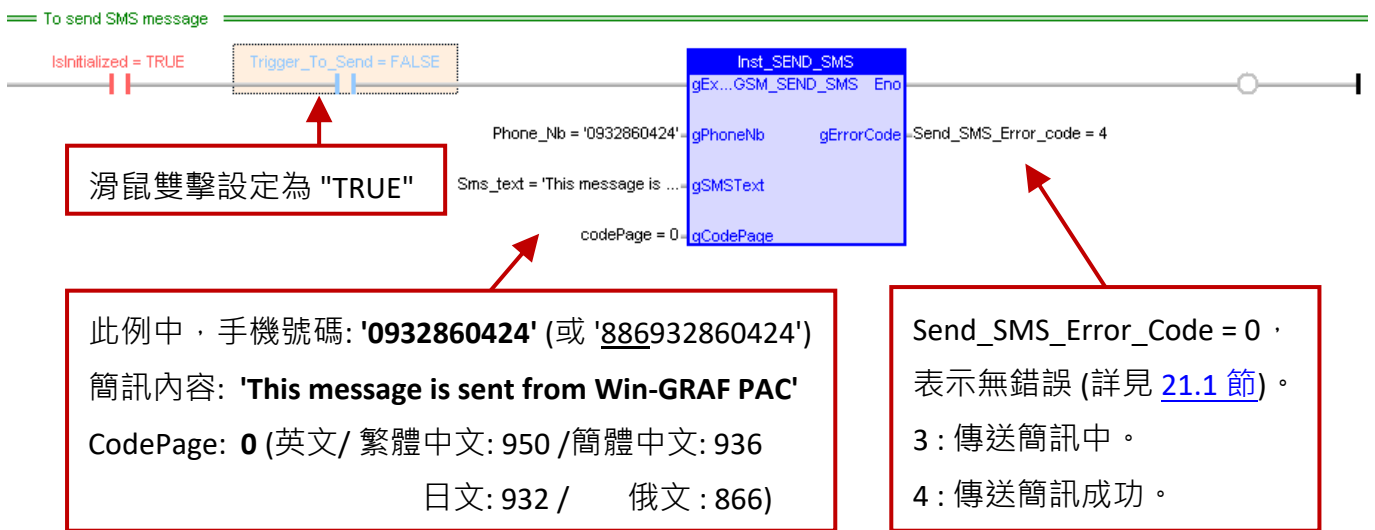 To send SMS message
IsInitialized = TRUE
Trigger_To_Send = FALSE
Inst_SEND_SMS
gEx...GSM_SEND_SMS Eno
Phone_Nb = '0932860424'
gPhoneNb
gErrorCode
Send_SMS_Error_code = 4
Sms_text = 'This message is ...
gSMSText
codePage = 0
gCodePage
滑鼠雙擊設定為 "TRUE"
此例中，手機號碼: '0932860424' (或 '886932860424')
簡訊內容: 'This message is sent from Win-GRAF PAC'
CodePage: 0 (英文/ 繁體中文: 950 /簡體中文: 936
日文: 932 / 俄文 : 866)
Send_SMS_Error_Code = 0，
表示無錯誤 (詳見 21.1 節)。
3 : 傳送簡訊中。
4 : 傳送簡訊成功。